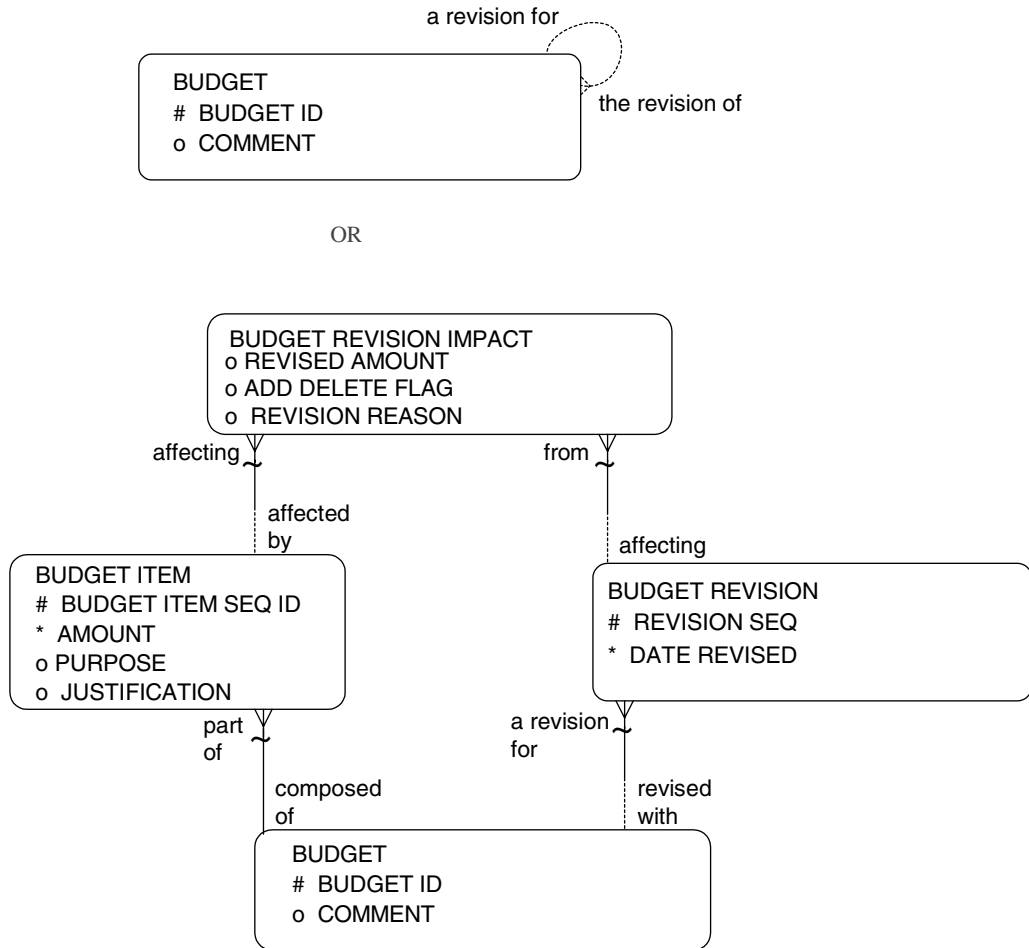 a revision for
BUDGET
# BUDGET ID
o COMMENT
the revision of
OR
BUDGET REVISION IMPACT
o REVISED AMOUNT
o ADD DELETE FLAG
o REVISION REASON
affecting
from
affected
by
affecting
BUDGET ITEM
# BUDGET ITEM SEQ ID
* AMOUNT
o PURPOSE
o JUSTIFICATION
BUDGET REVISION
# REVISION SEQ
* DATE REVISED
part
of
a revision
for
composed
of
revised
with
BUDGET
# BUDGET ID
o COMMENT